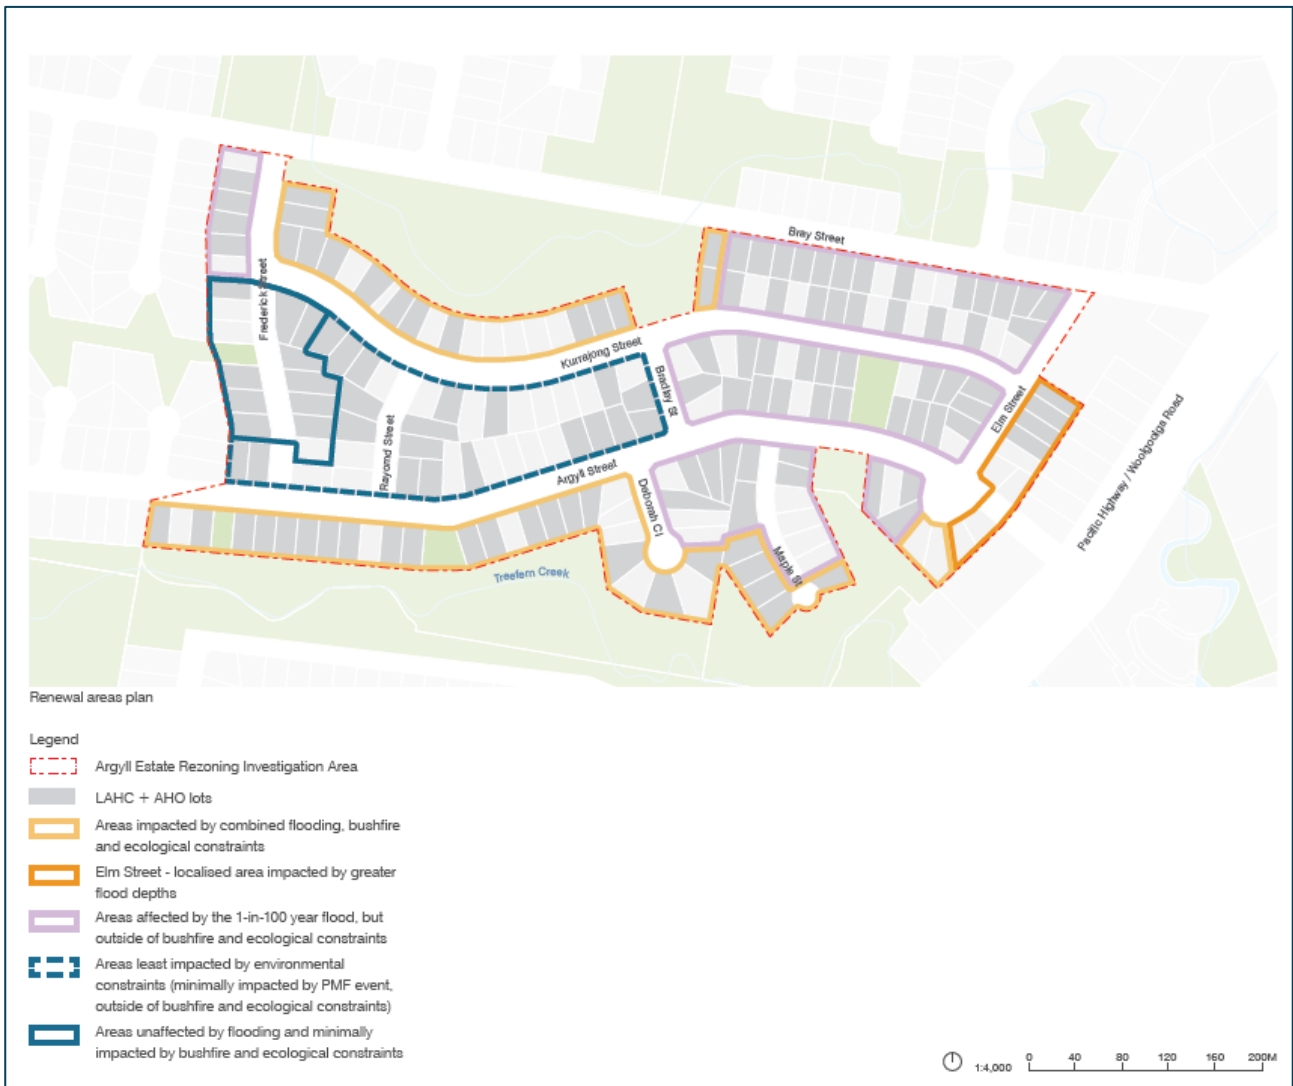 Bray Street
Frederick Street
Kurrajong Street
Bradley St
Elm Street
Rayomd Street
Argyll Street
Deborah Cl
Maple St
Pacific Highway / Woolgoolga Road
Treefern Creek
Renewal areas plan
Legend
Argyll Estate Rezoning Investigation Area
LAHC + AHO lots
Areas impacted by combined flooding, bushfire
and ecological constraints
Elm Street - localised area impacted by greater
flood depths
Areas affected by the 1-in-100 year flood, but
outside of bushfire and ecological constraints
Areas least impacted by environmental
constraints (minimally impacted by PMF event,
outside of bushfire and ecological constraints)
Areas unaffected by flooding and minimally
impacted by bushfire and ecological constraints
1:4,000
0 40 80 120 160 200M